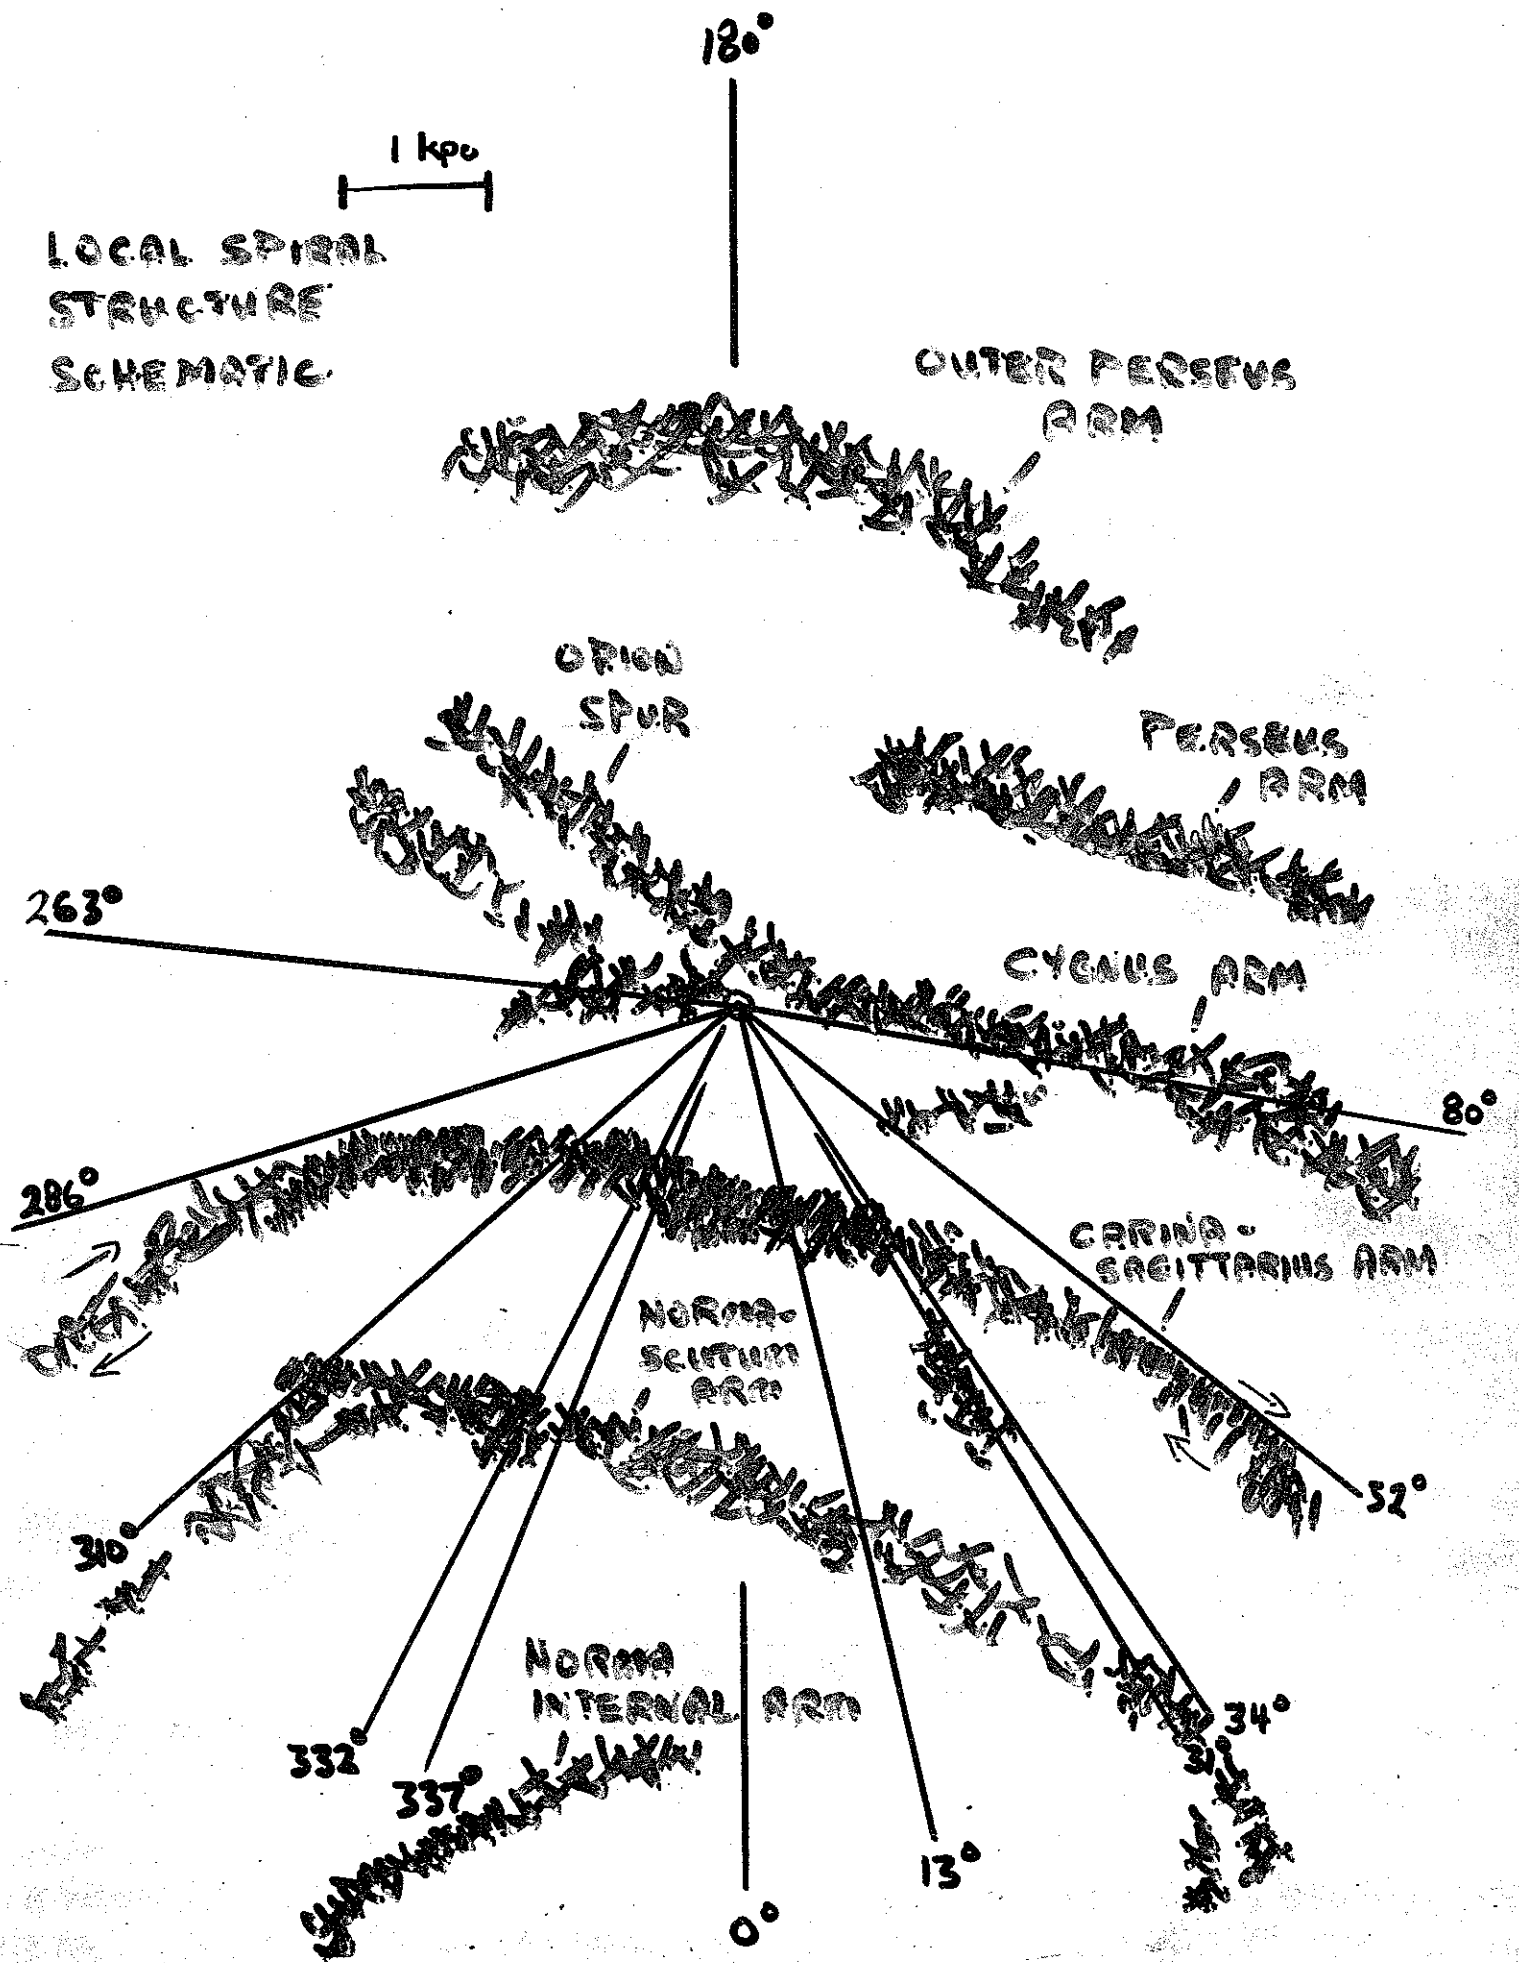 180°
1 kpc
LOCAL SPIRAL
STRUCTURE
SCHEMATIC.
OUTER PERSEUS
ARM
ORION
SPUR
PERSEUS
ARM
263°
CYGNUS ARM
80°
286°
CARINA-
SAGITTARIUS ARM
NORMA-
SCUTUM
ARM
52°
310°
NORMA
INTERNAL ARM
34°
31°
332°
337°
13°
0°